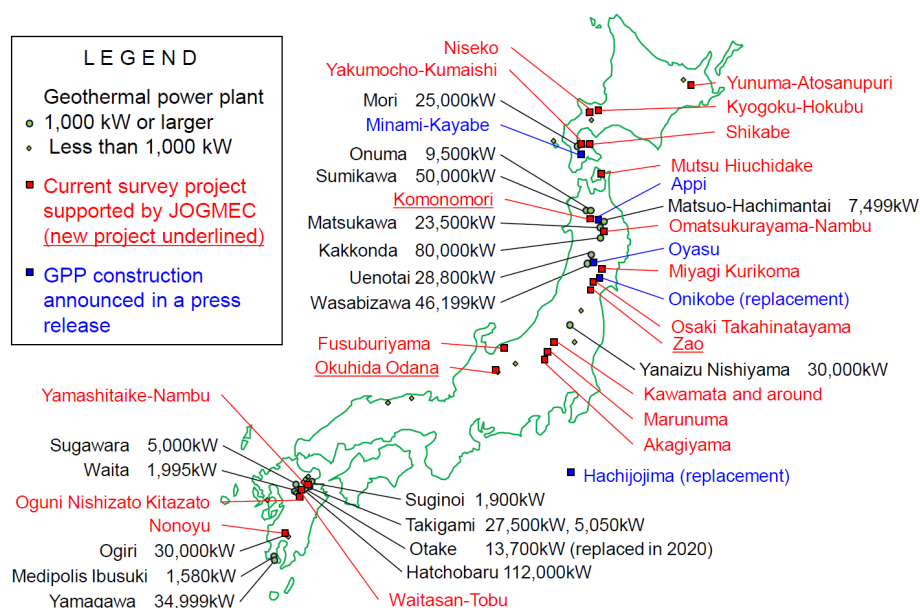 LEGEND
Geothermal power plant
1,000 kW or larger
Less than 1,000 kW
Current survey project
supported by JOGMEC
(new project underlined)
GPP construction
announced in a press
release
Niseko
Yakumocho-Kumaishi
Mori 25,000kW
Minami-Kayabe
Onuma 9,500kW
Sumikawa 50,000kW
Komonomori
Matsukawa 23,500kW
Kakkonda 80,000kW
Uenotai 28,800kW
Wasabizawa 46,199kW
Yunuma-Atosanupuri
Kyogoku-Hokubu
Shikabe
Mutsu Hiuchidake
Appi
Matsuo-Hachimantai 7,499kW
Omatsukurayama-Nambu
Oyasu
Miyagi Kurikoma
Onikobe (replacement)
Osaki Takahinatayama
Zao
Yanaizu Nishiyama 30,000kW
Kawamata and around
Marunuma
Akagiyama
Hachijojima (replacement)
Fusuburiyama
Okuhida Odana
Yamashitaike-Nambu
Sugawara 5,000kW
Waita 1,995kW
Oguni Nishizato Kitazato
Nonoyu
Ogiri 30,000kW
Medipolis Ibusuki 1,580kW
Yamagawa 34,999kW
Suginoi 1,900kW
Takigami 27,500kW, 5,050kW
Otake 13,700kW (replaced in 2020)
Hatchobaru 112,000kW
Waitasan-Tobu